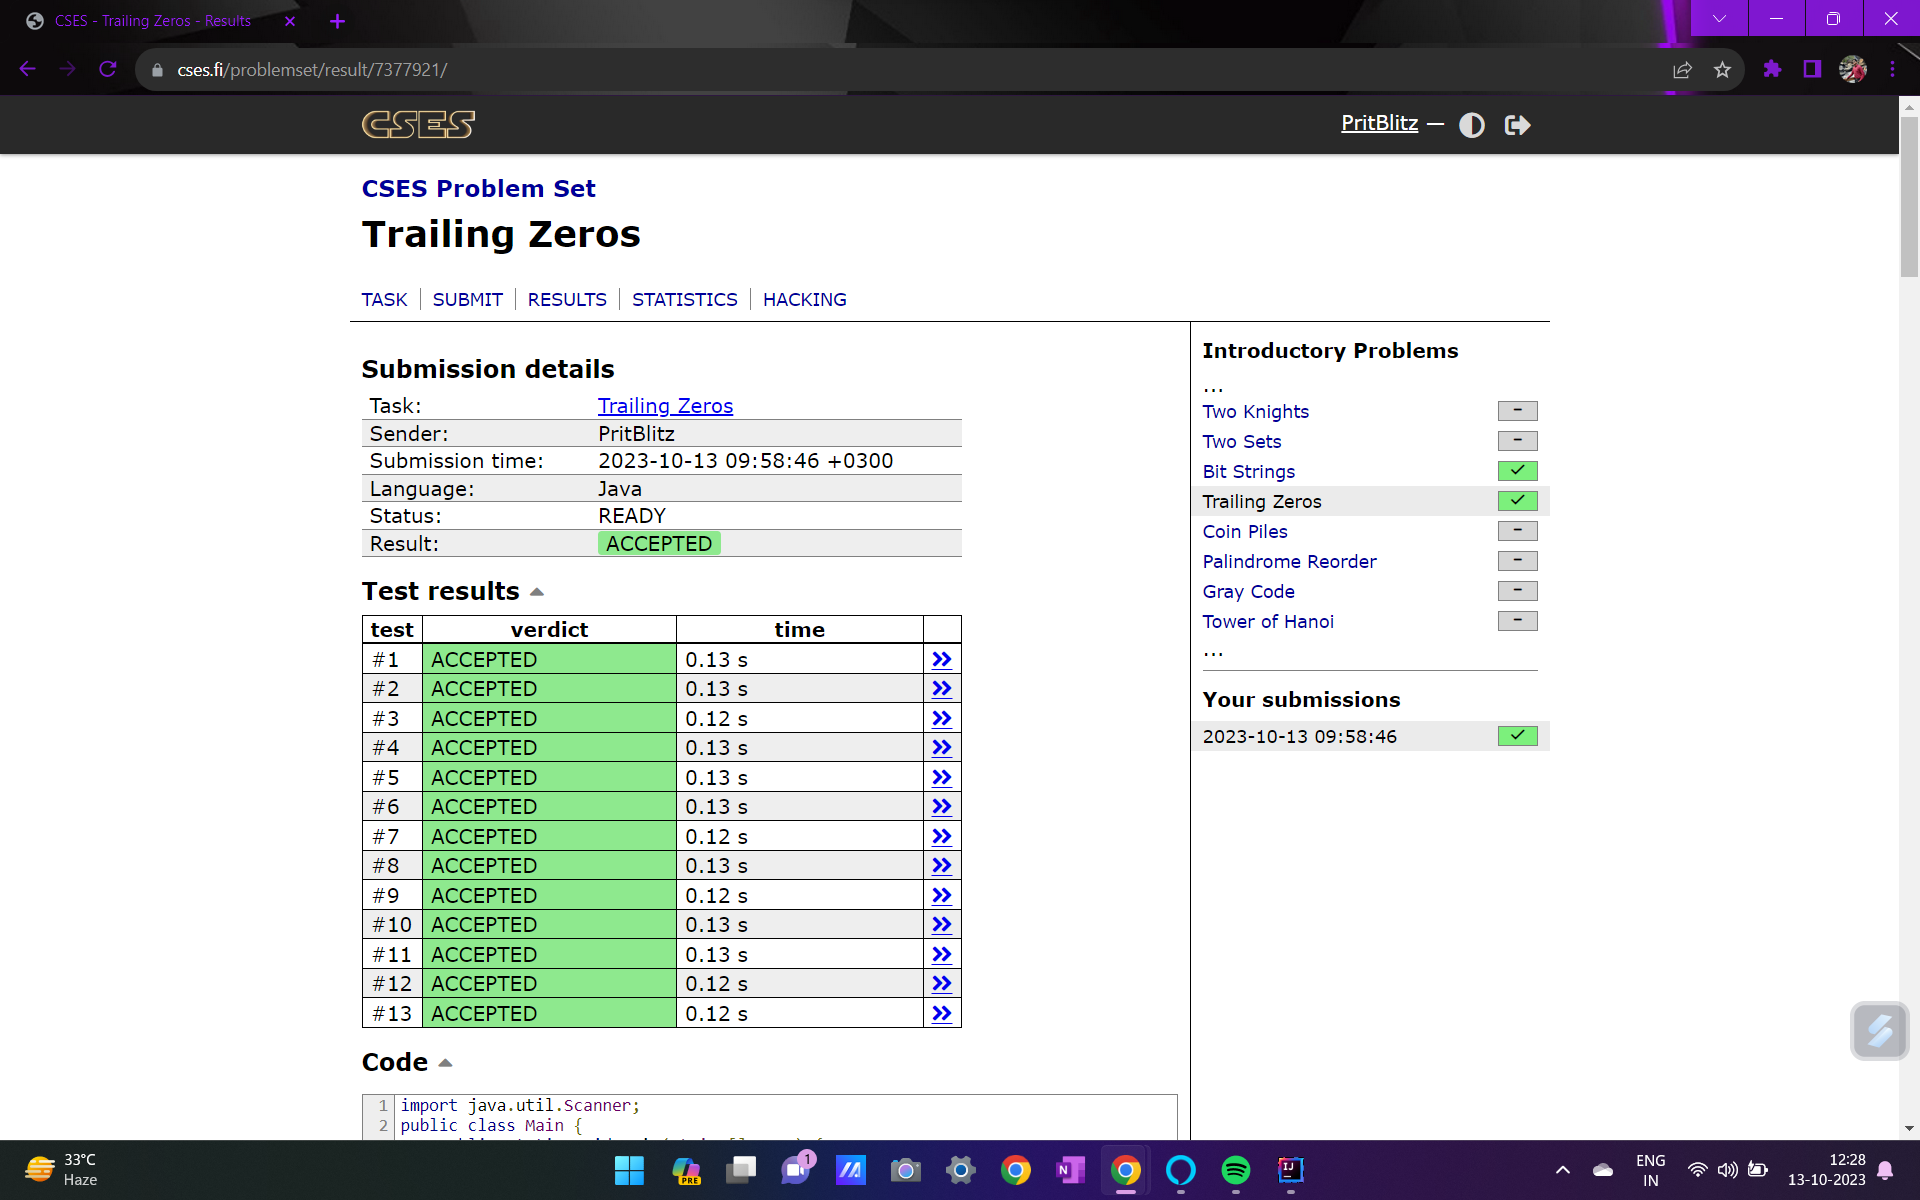 CSES - Trailing Zeros - Results
cses.fi/problemset/result/7377921/
CSES
PritBlitz —
CSES Problem Set
Trailing Zeros
TASK SUBMIT RESULTS STATISTICS HACKING
Submission details
Task: Trailing Zeros
Sender: PritBlitz
Submission time: 2023-10-13 09:58:46 +0300
Language: Java
Status: READY
Result: ACCEPTED
Test results
test verdict time
#1 ACCEPTED 0.13 s
#2 ACCEPTED 0.13 s
#3 ACCEPTED 0.12 s
#4 ACCEPTED 0.13 s
#5 ACCEPTED 0.13 s
#6 ACCEPTED 0.13 s
#7 ACCEPTED 0.12 s
#8 ACCEPTED 0.13 s
#9 ACCEPTED 0.12 s
#10 ACCEPTED 0.13 s
#11 ACCEPTED 0.13 s
#12 ACCEPTED 0.12 s
#13 ACCEPTED 0.12 s
Code
1 import java.util.Scanner;
2 public class Main {
Introductory Problems
...
Two Knights -
Two Sets -
Bit Strings
Trailing Zeros
Coin Piles -
Palindrome Reorder -
Gray Code -
Tower of Hanoi -
...
Your submissions
2023-10-13 09:58:46
33°C
Haze
PRE
1
N
IJ
ENG
IN
12:28
13-10-2023